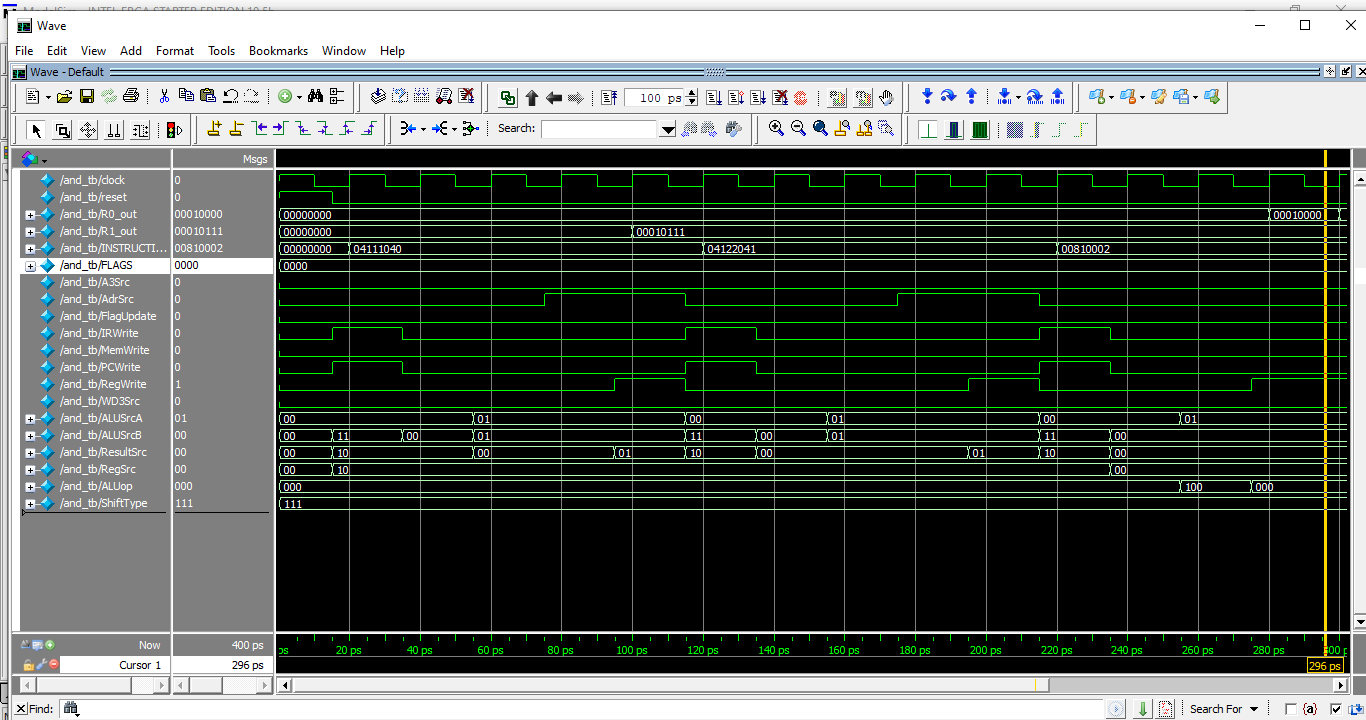 Wave
File Edit View Add Format Tools Bookmarks Window Help
Wave - Default
100 ps
Search:
Msgs
/and_tb/clock 0
/and_tb/reset 0
/and_tb/R0_out 00010000 00000000 00010000
/and_tb/R1_out 00010111 00000000 00010111
/and_tb/INSTRUCTI... 00810002 00000000 04111040 04122041 00810002
/and_tb/FLAGS 0000 0000
/and_tb/A3Src 0
/and_tb/AdrSrc 0
/and_tb/FlagUpdate 0
/and_tb/IRWrite 0
/and_tb/MemWrite 0
/and_tb/PCWrite 0
/and_tb/RegWrite 1
/and_tb/WD3Src 0
/and_tb/ALUSrcA 01 00 01 00 01 00 01
/and_tb/ALUSrcB 00 00 11 00 01 11 00 01 11 00
/and_tb/ResultSrc 00 00 10 00 01 10 00 01 10 00
/and_tb/RegSrc 00 00 10 00
/and_tb/ALUop 000 000 100 000
/and_tb/ShiftType 111 111
Now 400 ps ps 20 ps 40 ps 60 ps 80 ps 100 ps 120 ps 140 ps 160 ps 180 ps 200 ps 220 ps 240 ps 260 ps 280 ps
Cursor 1 296 ps 296 ps
Find: Search For {a}